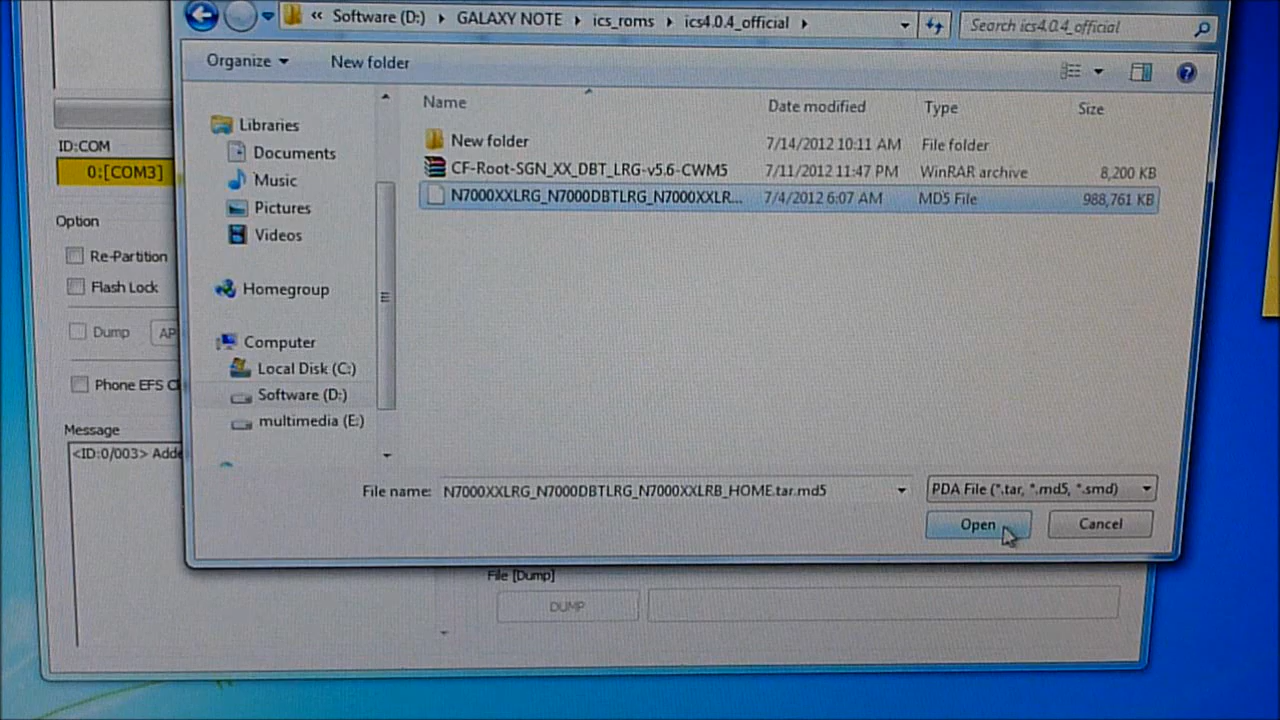 « Software (D:) ▸ GALAXY NOTE ▸ ics_roms ▸ ics4.0.4_official ▸
Search ics4.0.4_official
Organize ▼ New folder
Name Date modified Type Size
Libraries
Documents
Music
Pictures
Videos
Homegroup
Computer
Local Disk (C:)
Software (D:)
multimedia (E:)
New folder 7/14/2012 10:11 AM File folder
CF-Root-SGN_XX_DBT_LRG-v5.6-CWM5 7/11/2012 11:47 PM WinRAR archive 8,200 KB
N7000XXLRG_N7000DBTLRG_N7000XXLR... 7/4/2012 6:07 AM MD5 File 988,761 KB
File name: N7000XXLRG_N7000DBTLRG_N7000XXLRB_HOME.tar.md5
PDA File (*.tar, *.md5, *.smd)
Open Cancel
ID:COM
0:[COM3]
Option
Re-Partition
Flash Lock
Dump AP
Phone EFS Cl
Message
<ID:0/003> Adde
File [Dump]
DUMP